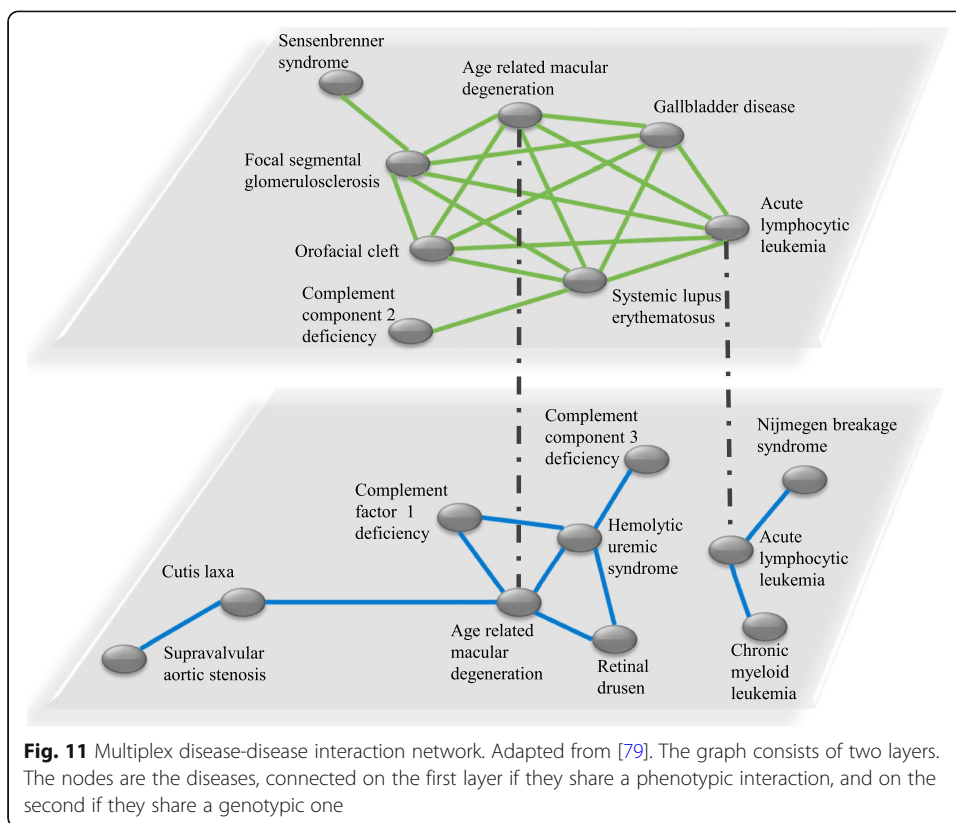 Sensenbrenner
syndrome
Age related macular
degeneration
Gallbladder disease
Focal segmental
glomerulosclerosis
Acute
lymphocytic
leukemia
Orofacial cleft
Complement
component 2
deficiency
Systemic lupus
erythematosus
Complement
component 3
deficiency
Nijmegen breakage
syndrome
Complement
factor 1
deficiency
Hemolytic
uremic
syndrome
Acute
lymphocytic
leukemia
Cutis laxa
Supravalvular
aortic stenosis
Age related
macular
degeneration
Retinal
drusen
Chronic
myeloid
leukemia
Fig. 11 Multiplex disease-disease interaction network. Adapted from [79]. The graph consists of two layers.
The nodes are the diseases, connected on the first layer if they share a phenotypic interaction, and on the
second if they share a genotypic one